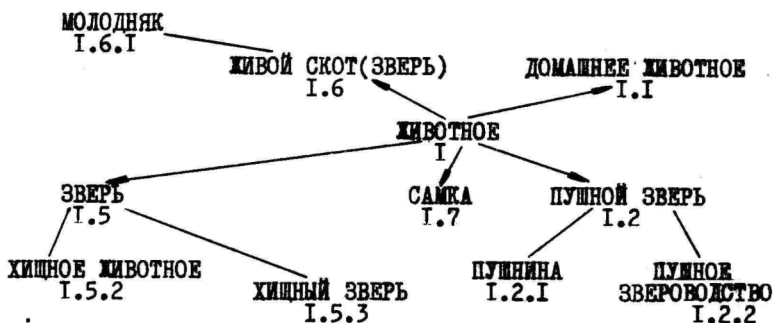 МОЛОДНЯК
I.6.I
ЖИВОЙ СКОТ(ЗВЕРЬ)
I.6
ДОМАШНЕЕ ЖИВОТНОЕ
I.I
ЖИВОТНОЕ
I
ЗВЕРЬ
I.5
САМКА
I.7
ПУШНОЙ ЗВЕРЬ
I.2
ХИЩНОЕ ЖИВОТНОЕ
I.5.2
ХИЩНЫЙ ЗВЕРЬ
I.5.3
ПУШНИНА
I.2.I
ПУШНОЕ
ЗВЕРОВОДСТВО
I.2.2